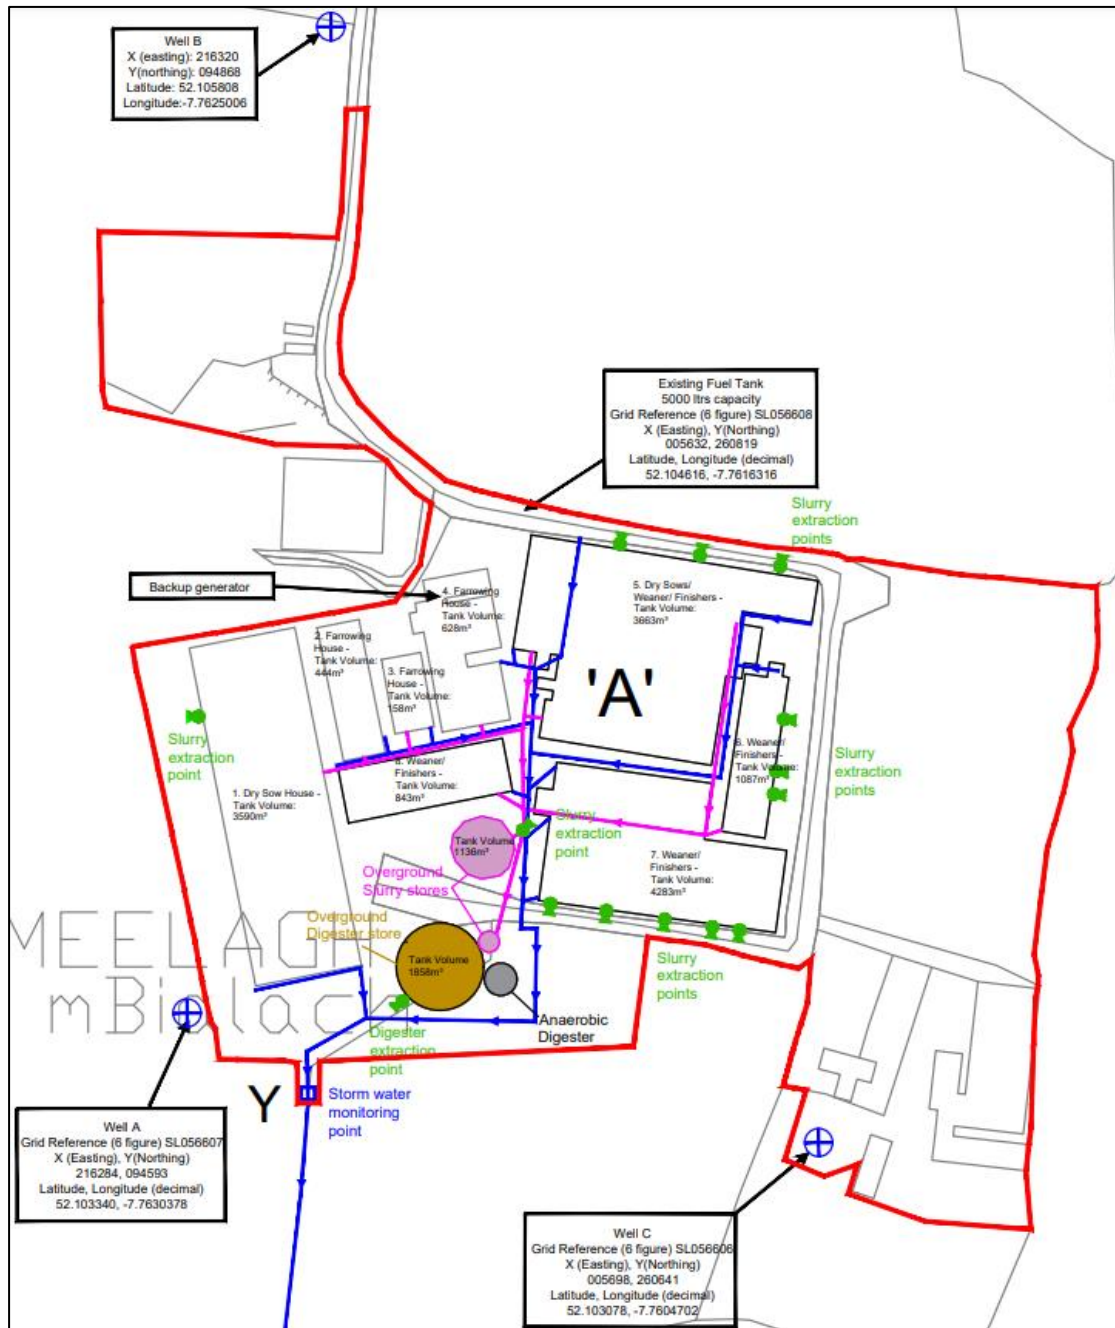 Well B
X (easting): 216320
Y(northing): 094868
Latitude: 52.105808
Longitude:-7.7625006
Existing Fuel Tank
5000 ltrs capacity
Grid Reference (6 figure) SL056608
X (Easting), Y(Northing)
005632, 260819
Latitude, Longitude (decimal)
52.104616, -7.7616316
Slurry
extraction
points
Backup generator
4. Farrowing
House -
Tank Volume:
628m³
5. Dry Sows/
Weaner/ Finishers -
Tank Volume:
3663m³
2. Farrowing
House -
Tank Volume:
444m³
3. Farrowing
House -
Tank Volume:
158m³
'A'
Slurry
extraction
point
6. Weaner/
Finishers -
Tank Volume:
1087m³
Slurry
extraction
points
8. Weaner/
Finishers -
Tank Volume:
843m³
1. Dry Sow House -
Tank Volume:
3590m³
Slurry
extraction
point
Tank Volume
1136m³
7. Weaner/
Finishers -
Tank Volume:
4283m³
Overground
Slurry stores
Overground
Digester store
MEELAGH
mBiolach
Tank Volume
1858m³
Slurry
extraction
points
Anaerobic
Digester
Digester
extraction
point
Y
Storm water
monitoring
point
Well A
Grid Reference (6 figure) SL056607
X (Easting), Y(Northing)
216284, 094593
Latitude, Longitude (decimal)
52.103340, -7.7630378
Well C
Grid Reference (6 figure) SL056606
X (Easting), Y(Northing)
005698, 260641
Latitude, Longitude (decimal)
52.103078, -7.7604702